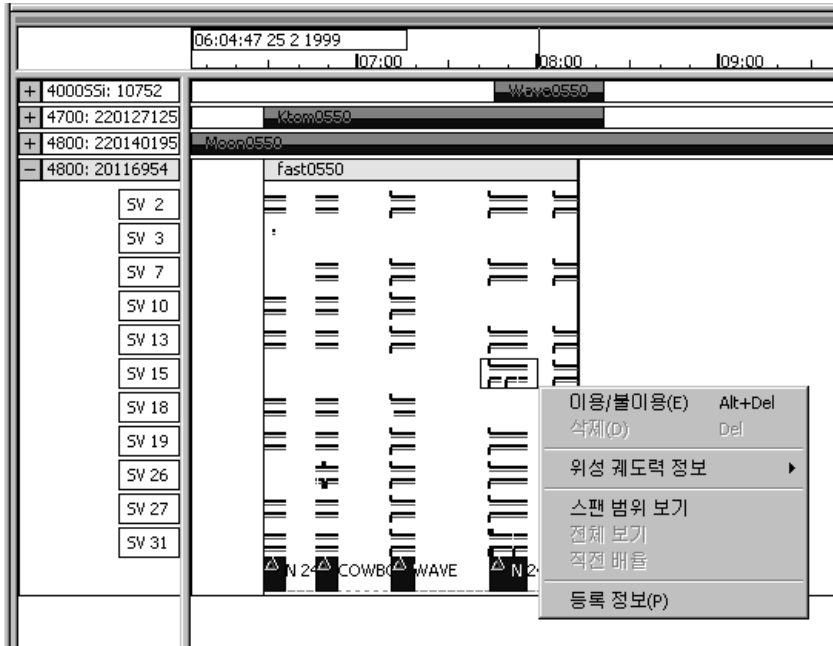 06:04:47 25 2 1999
07:00 08:00 09:00
+ 4000SSi: 10752 Wave0550
+ 4700: 220127125 Ktom0550
+ 4800: 220140195 Moon0550
− 4800: 20116954 fast0550
SV 2
SV 3
SV 7
SV 10
SV 13
SV 15
SV 18
SV 19
SV 26
SV 27
SV 31
N 24 COWBO WAVE N 2
이용/불이용(E) Alt+Del
삭제(D) Del
위성 궤도력 정보
스팬 범위 보기
전체 보기
직전 배율
등록 정보(P)